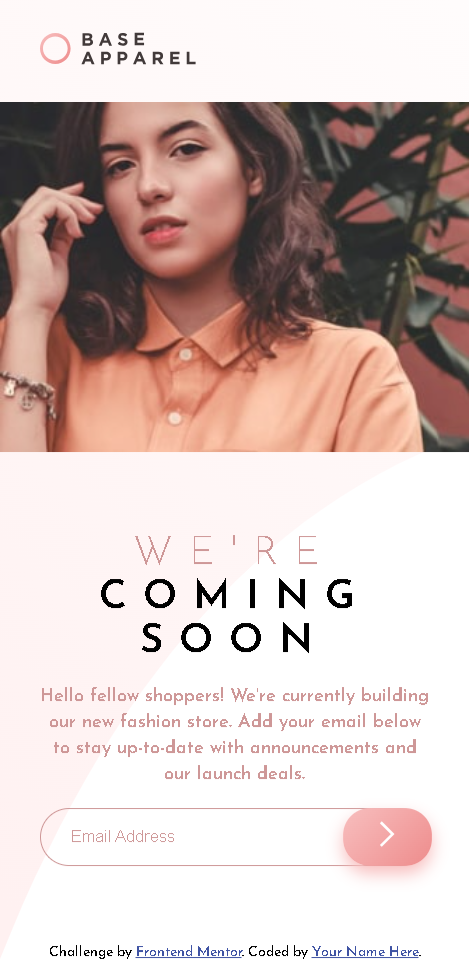 BASE
APPAREL
WE'RE
COMING
SOON
Hello fellow shoppers! We're currently building
our new fashion store. Add your email below
to stay up-to-date with announcements and
our launch deals.
Email Address
Challenge by Frontend Mentor. Coded by Your Name Here.